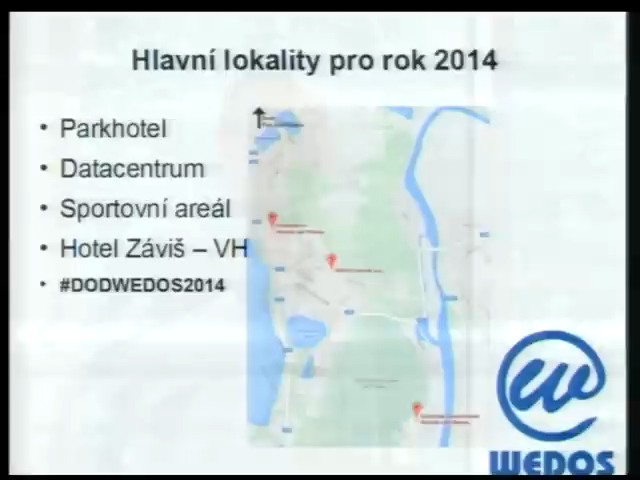 Hlavní lokality pro rok 2014
• Parkhotel
• Datacentrum
• Sportovní areál
• Hotel Záviš – VH
• #DODWEDOS2014
WEDOS